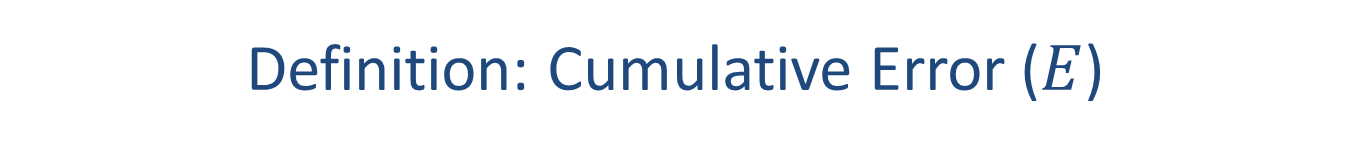 Definition: Cumulative Error (𝐸)